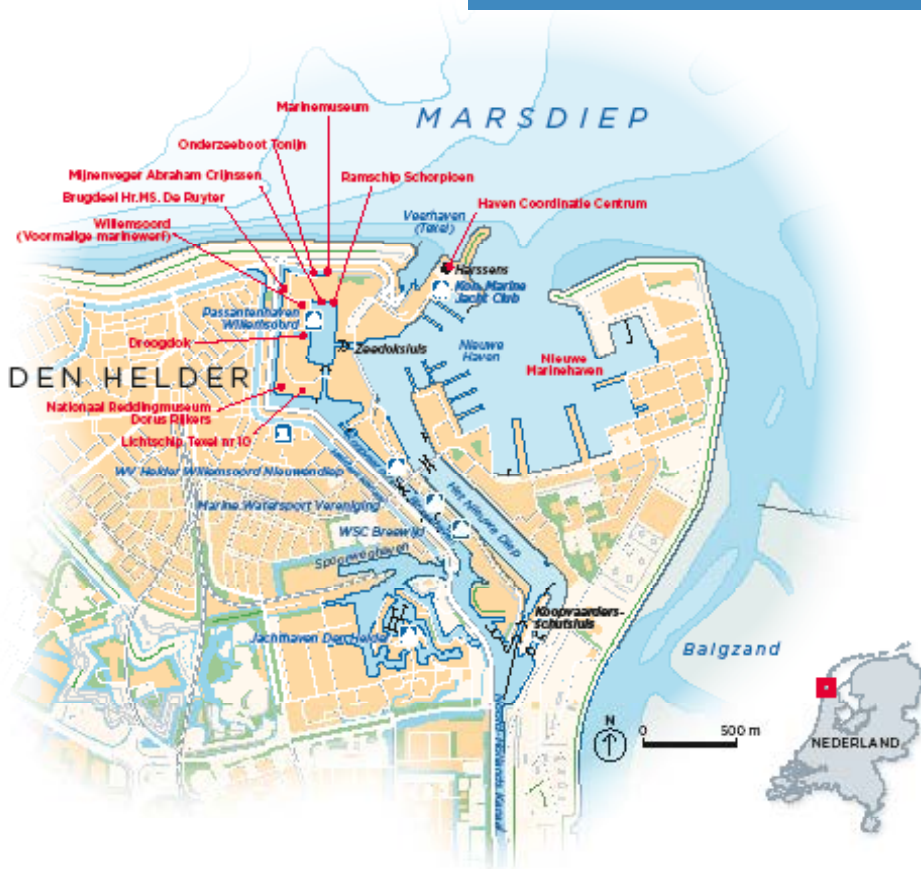 Marinemuseum
MARSDIEP
Onderzeeboot Tonijn
Mijnenveger Abraham Crijnssen
Ramschip Schorpioen
Brugdeel Hr.MS. De Ruyter
Haven Coordinatie Centrum
Willemsoord
(Voormalige marinewerf)
Veerhaven
(Texel)
Harssens
Kon. Marine
Jacht Club
Passantenhaven
Willemsoord
Droogdok
Zeedoksluis
Nieuwe
Haven
Nieuwe
Marinehaven
DEN HELDER
Nationaal Reddingmuseum
Dorus Rijkers
Lichtschip Texel nr 10
WV Helder Willemsoord Nieuwendiep
Het Nieuwe Diep
Marine Watersport Vereniging
WSC Breewijd
Spoorweghaven
Koopvaarders-
schutsluis
Jachthaven Den Helder
Balgzand
N
0 500 m
NEDERLAND
Noordhollands Kanaal